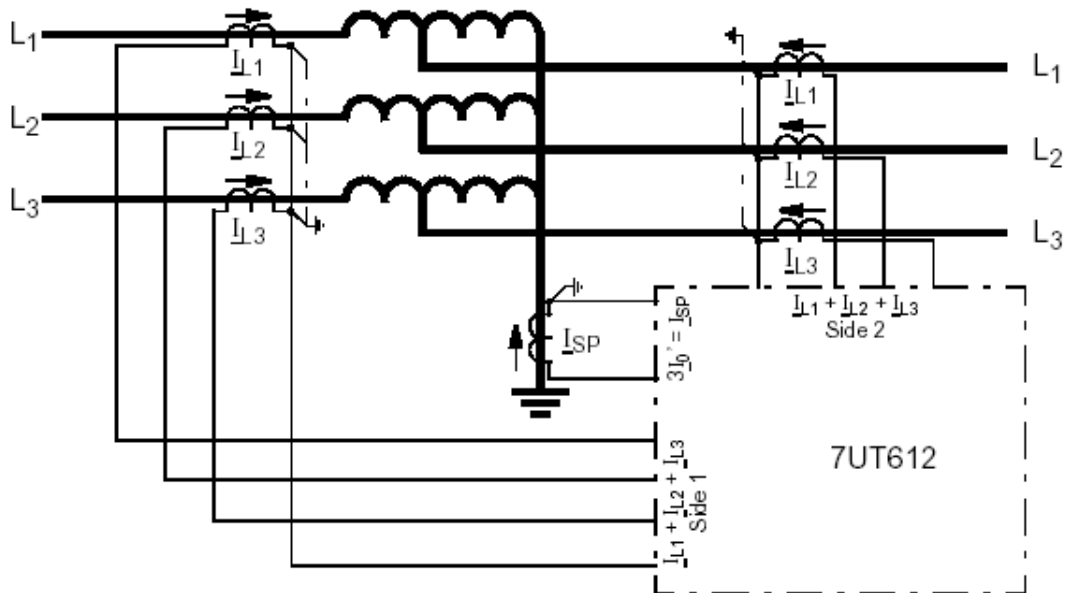 L1
IL1
L1
IL1
L2
IL2
L2
IL2
L3
IL3
L3
IL3
IL1 + IL2 + IL3
Side 2
ISP
3I0' = ISP
7UT612
IL1 + IL2 + IL3
Side 1